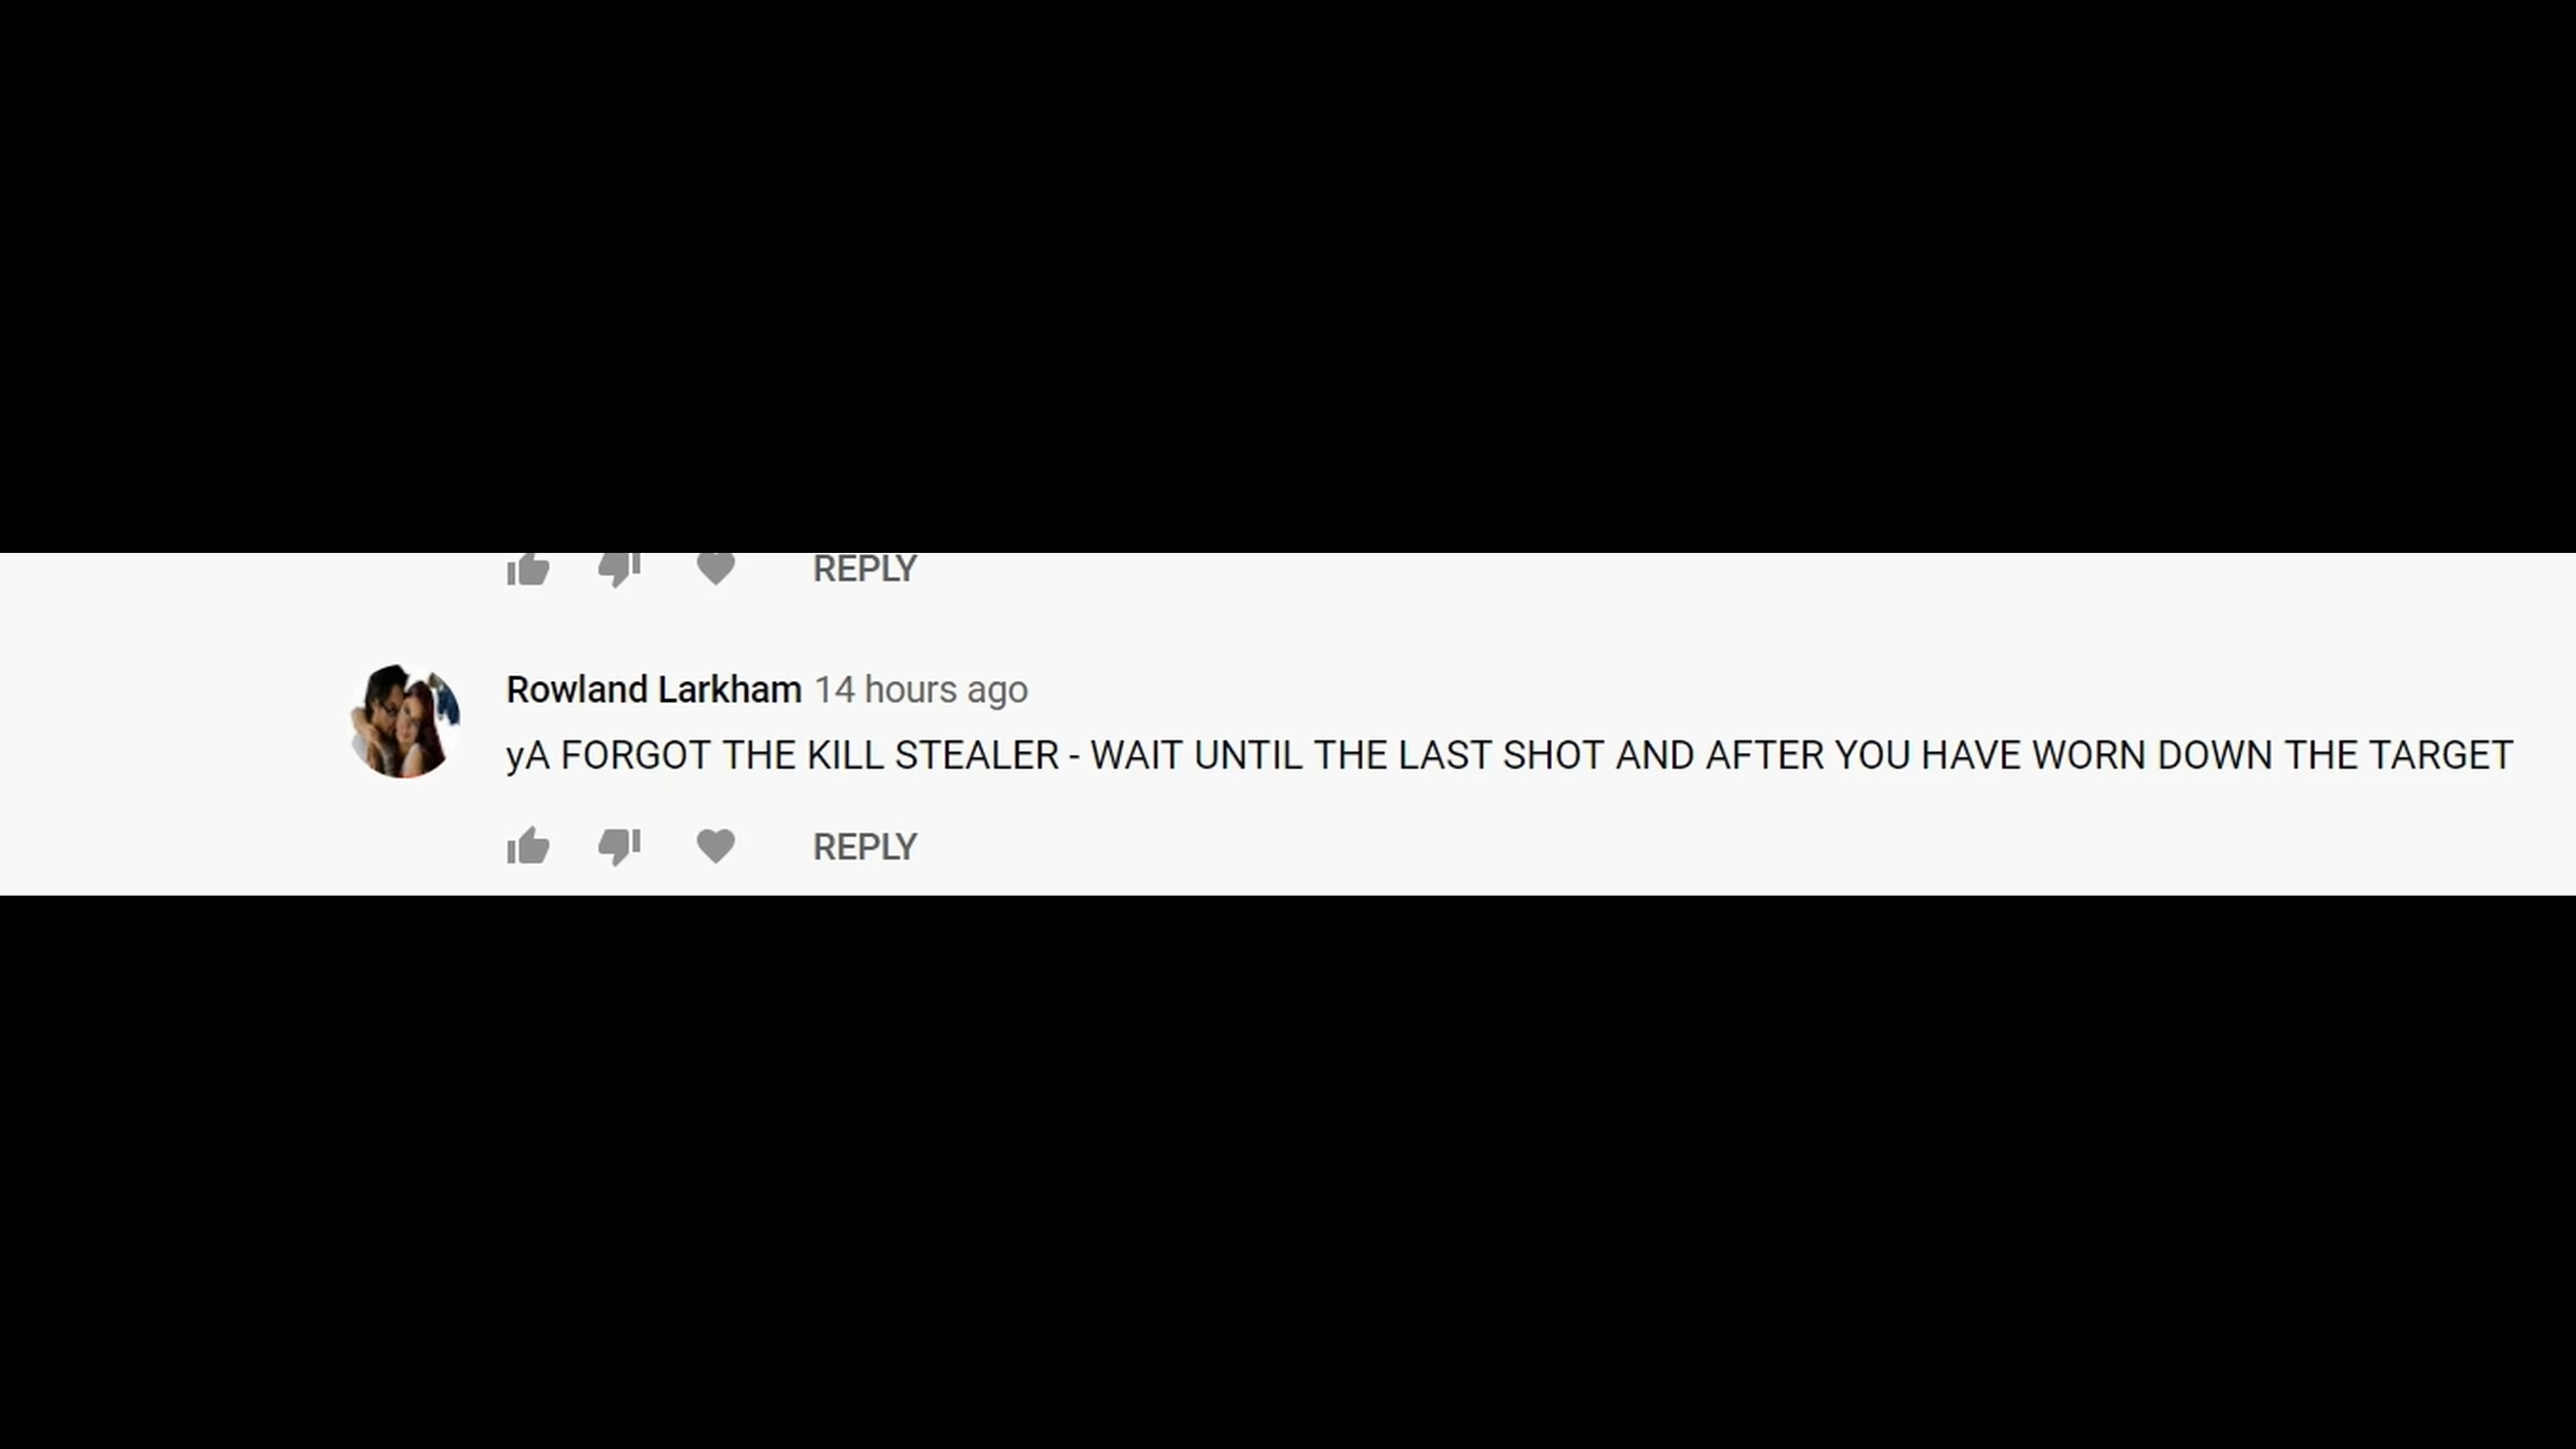 REPLY
Rowland Larkham 14 hours ago
yA FORGOT THE KILL STEALER - WAIT UNTIL THE LAST SHOT AND AFTER YOU HAVE WORN DOWN THE TARGET
REPLY